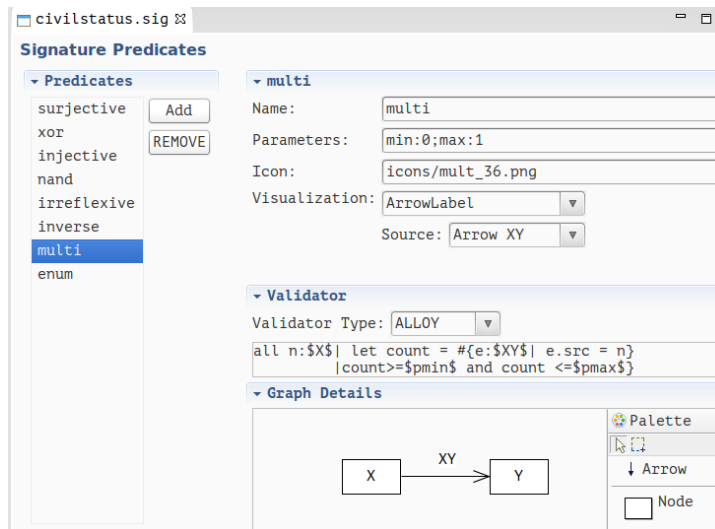 civilstatus.sig
Signature Predicates
Predicates
surjective
xor
injective
nand
irreflexive
inverse
multi
enum
Add
REMOVE
multi
Name: multi
Parameters: min:0;max:1
Icon: icons/mult_36.png
Visualization: ArrowLabel
Source: Arrow XY
Validator
Validator Type: ALLOY
all n:$X$| let count = #{e:$XY$| e.src = n}
|count>=$pmin$ and count <=$pmax$}
Graph Details
X
XY
Y
Palette
Arrow
Node